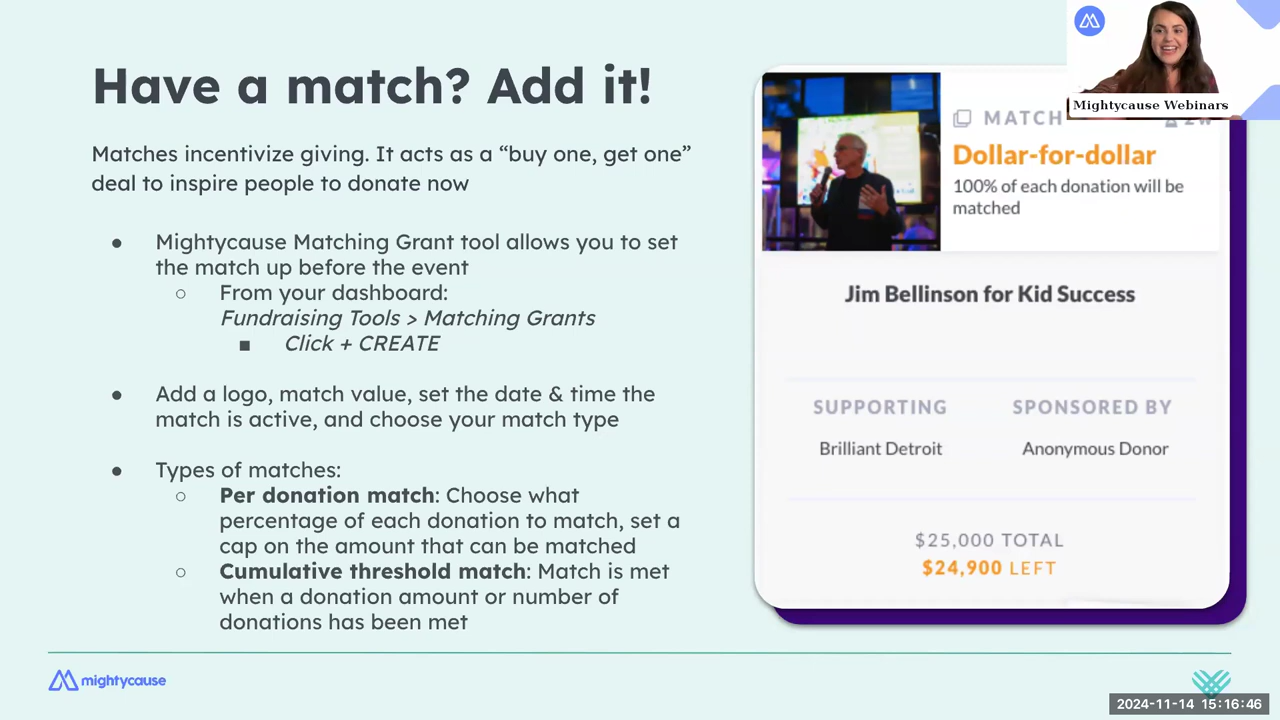 Have a match? Add it!
Matches incentivize giving. It acts as a “buy one, get one”
deal to inspire people to donate now
● Mightycause Matching Grant tool allows you to set
the match up before the event
○ From your dashboard:
Fundraising Tools > Matching Grants
■ Click + CREATE
● Add a logo, match value, set the date & time the
match is active, and choose your match type
● Types of matches:
○ Per donation match: Choose what
percentage of each donation to match, set a
cap on the amount that can be matched
○ Cumulative threshold match: Match is met
when a donation amount or number of
donations has been met
Mightycause Webinars
MATCH
Dollar-for-dollar
100% of each donation will be
matched
Jim Bellinson for Kid Success
SUPPORTING
Brilliant Detroit
SPONSORED BY
Anonymous Donor
$25,000 TOTAL
$24,900 LEFT
mightycause
2024-11-14 15:16:46